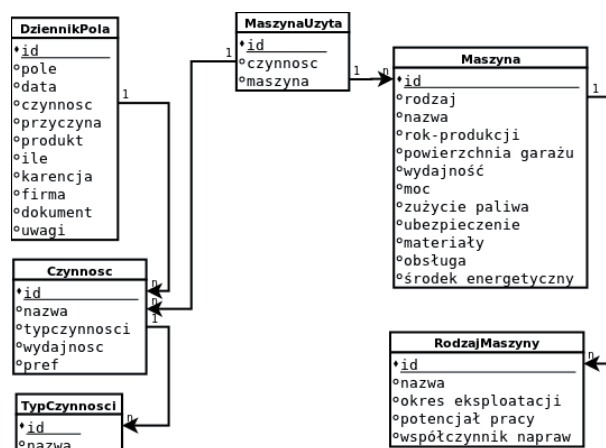 DziennikPola
id
pole
data
czynnosc
przyczyna
produkt
ile
karencja
firma
dokument
uwagi
1
MaszynaUzyta
id
czynnosc
maszyna
1
1
n
Maszyna
id
rodzaj
nazwa
rok-produkcji
powierzchnia garażu
wydajność
moc
zużycie paliwa
ubezpieczenie
materiały
obsługa
środek energetyczny
1
Czynnosc
id
nazwa
typczynnosci
wydajnosc
pref
n
n
1
RodzajMaszyny
id
nazwa
okres eksploatacji
potencjał pracy
współczynnik napraw
n
TypCzynnosci
id
nazwa
n